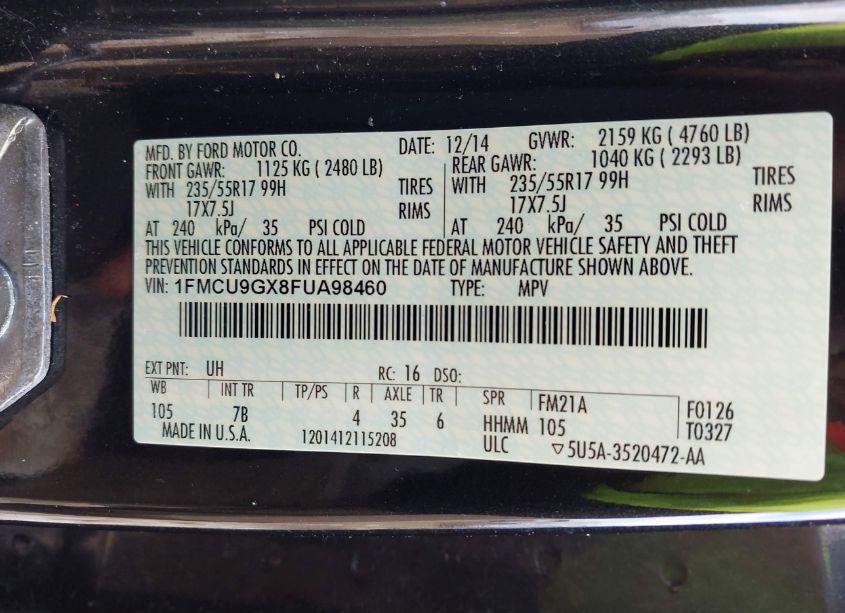 MFD. BY FORD MOTOR CO. DATE: 12/14 GVWR: 2159 KG ( 4760 LB)
FRONT GAWR: 1125 KG ( 2480 LB) REAR GAWR: 1040 KG ( 2293 LB)
WITH 235/55R17 99H TIRES WITH 235/55R17 99H TIRES
17X7.5J RIMS 17X7.5J RIMS
AT 240 kPa/ 35 PSI COLD AT 240 kPa/ 35 PSI COLD
THIS VEHICLE CONFORMS TO ALL APPLICABLE FEDERAL MOTOR VEHICLE SAFETY AND THEFT
PREVENTION STANDARDS IN EFFECT ON THE DATE OF MANUFACTURE SHOWN ABOVE.
VIN: 1FMCU9GX8FUA98460 TYPE: MPV
EXT PNT: UH RC: 16 DSO:
WB INT TR TP/PS R AXLE TR SPR FM21A F0126
105 7B 4 35 6 HHMM 105 T0327
MADE IN U.S.A. 1201412115208 ULC ▽5U5A-3520472-AA